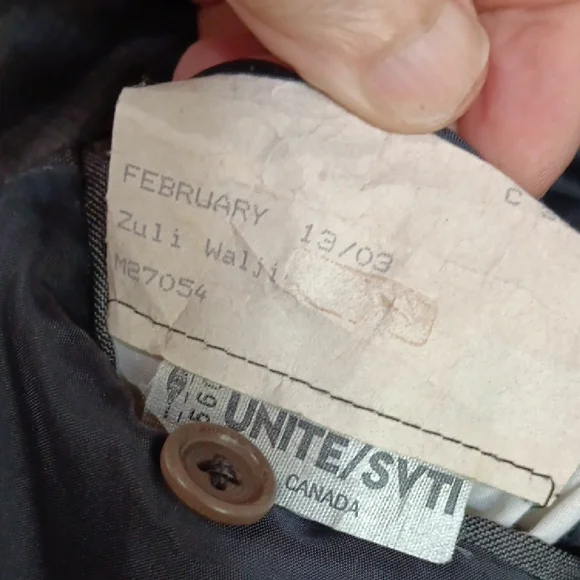 FEBRUARY 13/03
Zuli Walji
M27054
C
UNITE/SVTI
CANADA